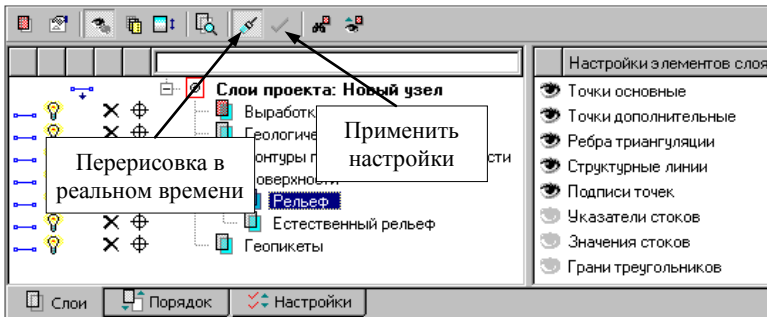 Настройки элементов слоя
Слои проекта: Новый узел
Точки основные
Выработк
Точки дополнительные
Геологиче
Применить
настройки
Ребра триангуляции
Перерисовка в
реальном времени
онтуры п
сти
Структурные линии
оверхности
Подписи точек
Рельеф
Указатели стоков
Естественный рельеф
Значения стоков
Геопикеты
Грани треугольников
Слои
Порядок
Настройки